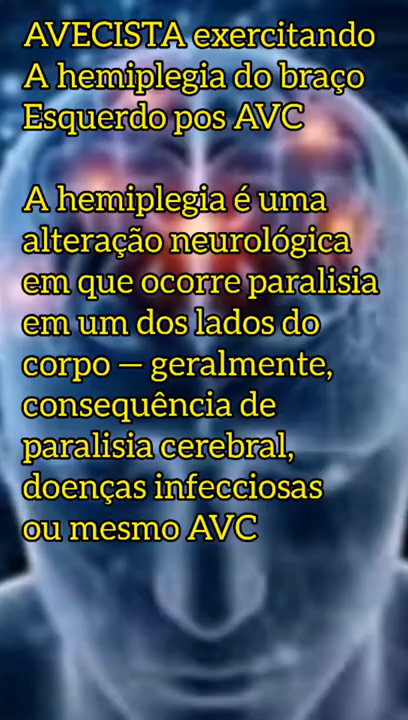 AVECISTA exercitando
A hemiplegia do braço
Esquerdo pos AVC
A hemiplegia é uma
alteração neurológica
em que ocorre paralisia
em um dos lados do
corpo — geralmente,
consequência de
paralisia cerebral,
doenças infecciosas
ou mesmo AVC